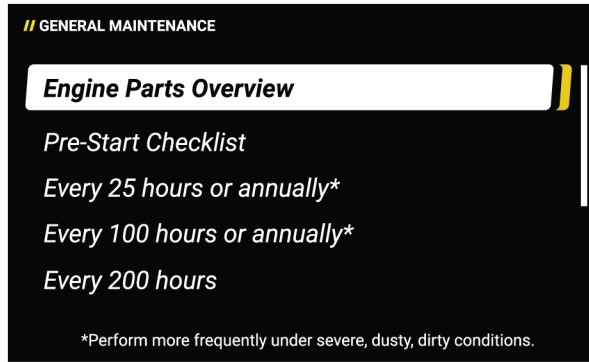 // GENERAL MAINTENANCE
Engine Parts Overview
Pre-Start Checklist
Every 25 hours or annually*
Every 100 hours or annually*
Every 200 hours
*Perform more frequently under severe, dusty, dirty conditions.